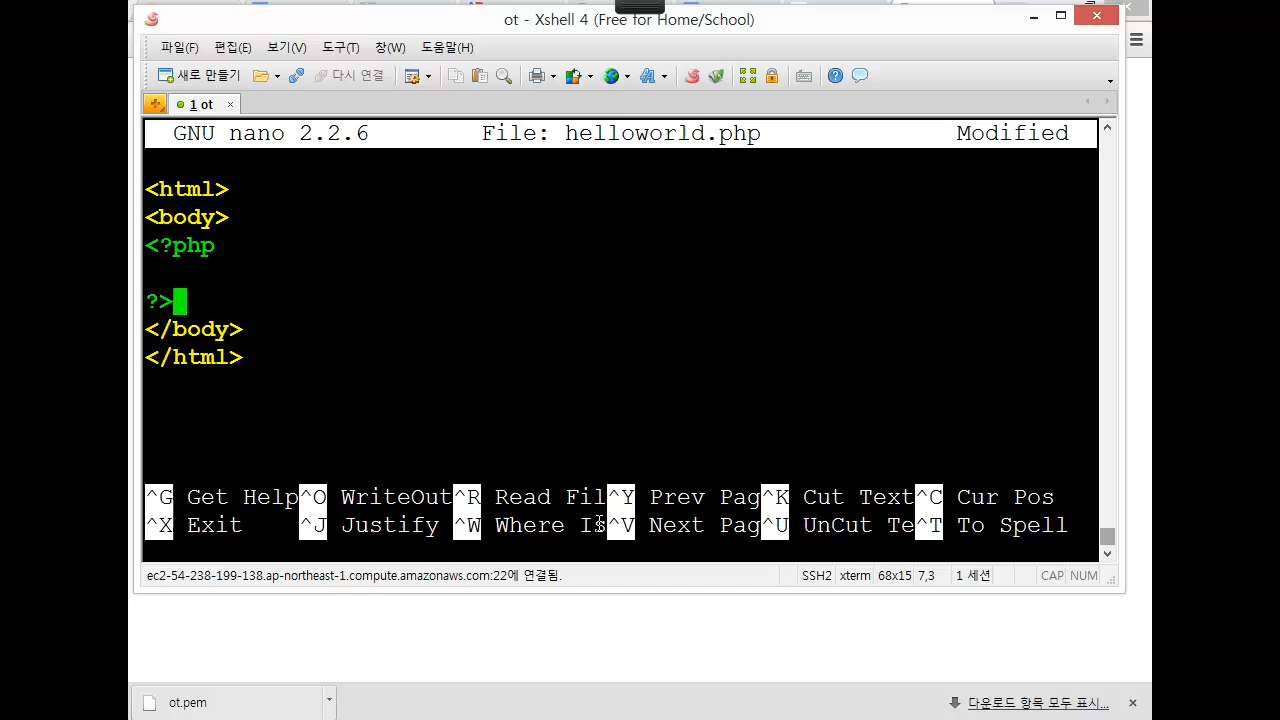 ot - Xshell 4 (Free for Home/School)
파일(F) 편집(E) 보기(V) 도구(T) 창(W) 도움말(H)
새로 만들기 다시 연결
1 ot
GNU nano 2.2.6 File: helloworld.php Modified
<html>
<body>
<?php
?>
</body>
</html>
^G Get Help^O WriteOut^R Read Fil^Y Prev Pag^K Cut Text^C Cur Pos
^X Exit ^J Justify ^W Where Is^V Next Pag^U UnCut Te^T To Spell
ec2-54-238-199-138.ap-northeast-1.compute.amazonaws.com:22에 연결됨. SSH2 xterm 68x15 7,3 1 세션 CAP NUM
ot.pem 다운로드 항목 모두 표시...